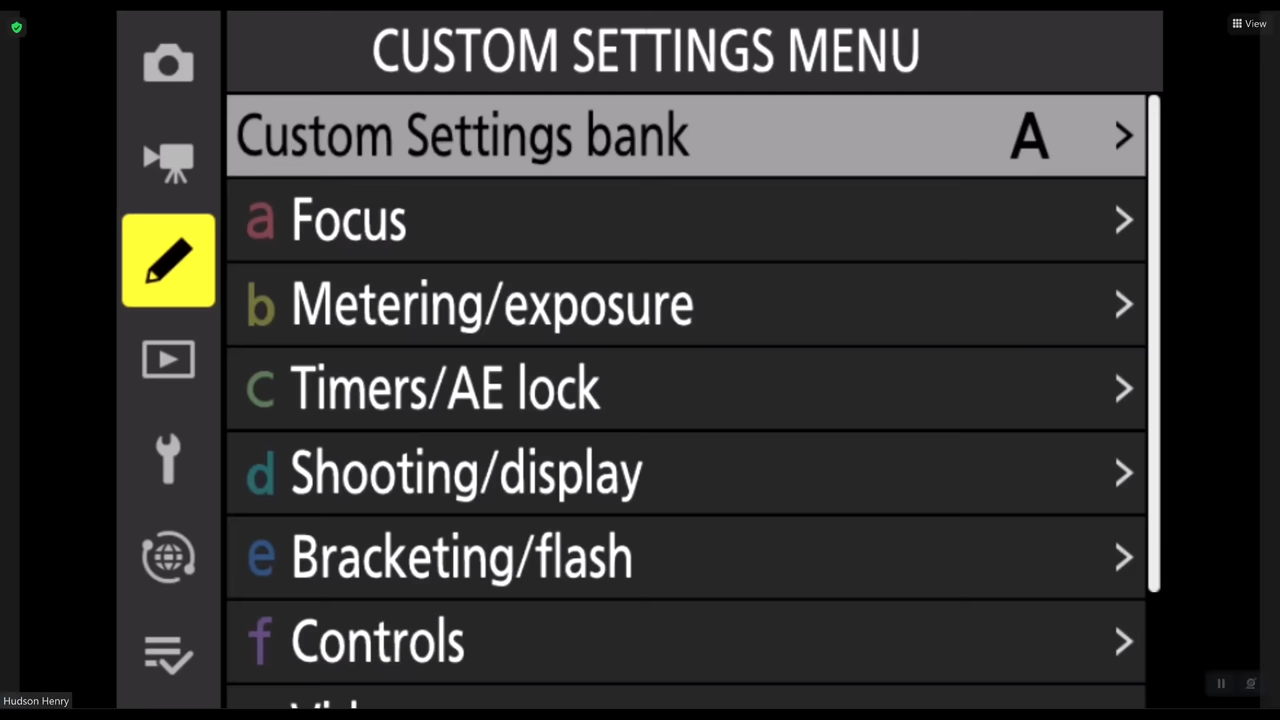 View
CUSTOM SETTINGS MENU
Custom Settings bank A >
a Focus >
b Metering/exposure >
c Timers/AE lock >
d Shooting/display >
e Bracketing/flash >
f Controls >
Hudson Henry